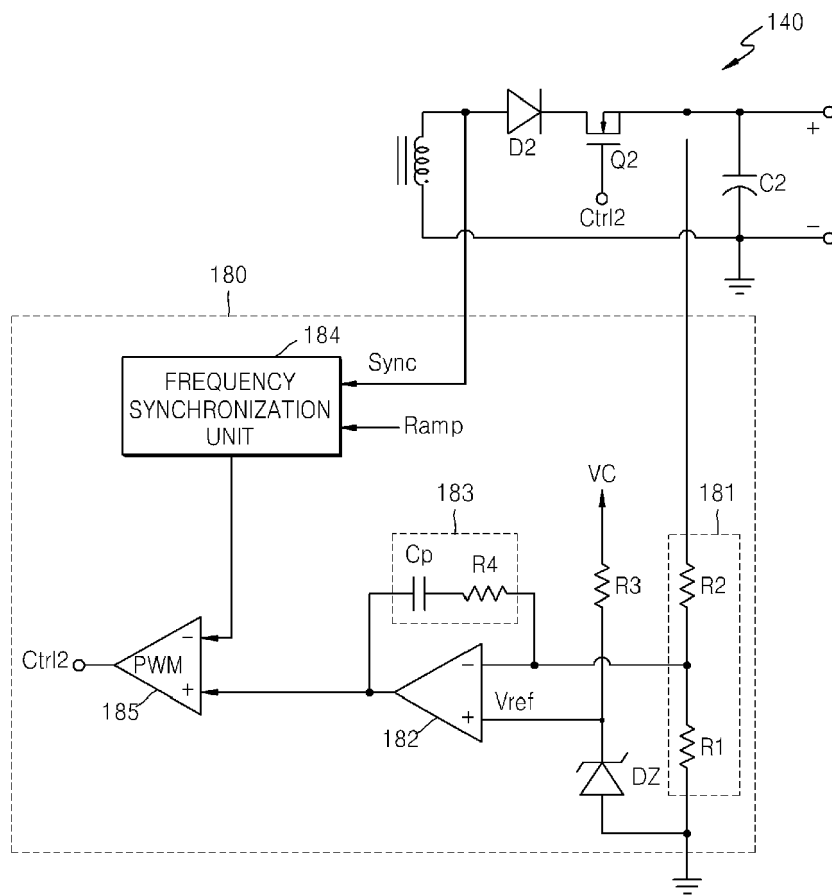 140
D2
Q2
Ctrl2
C2
+
−
180
184
FREQUENCY
SYNCHRONIZATION
UNIT
Sync
Ramp
VC
183
181
Cp
R4
R3
R2
Ctrl2
PWM
−
+
185
−
+
182
Vref
DZ
R1